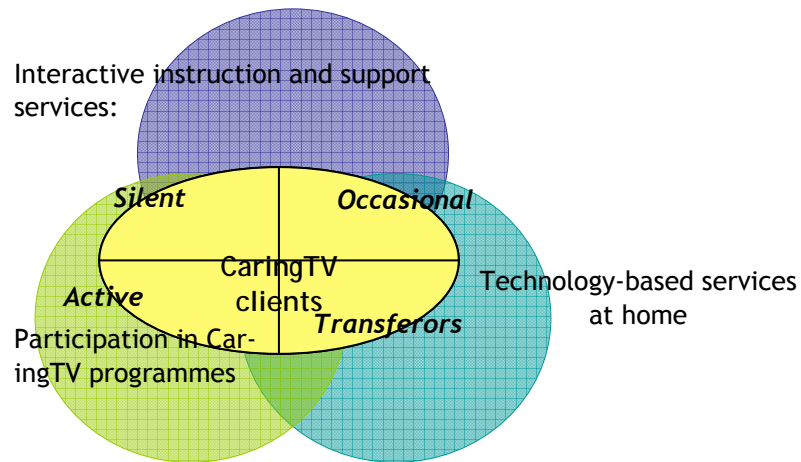 Interactive instruction and support
services:
Silent
Occasional
CaringTV
clients
Active
Transferors
Technology-based services
at home
Participation in Car-
ingTV programmes